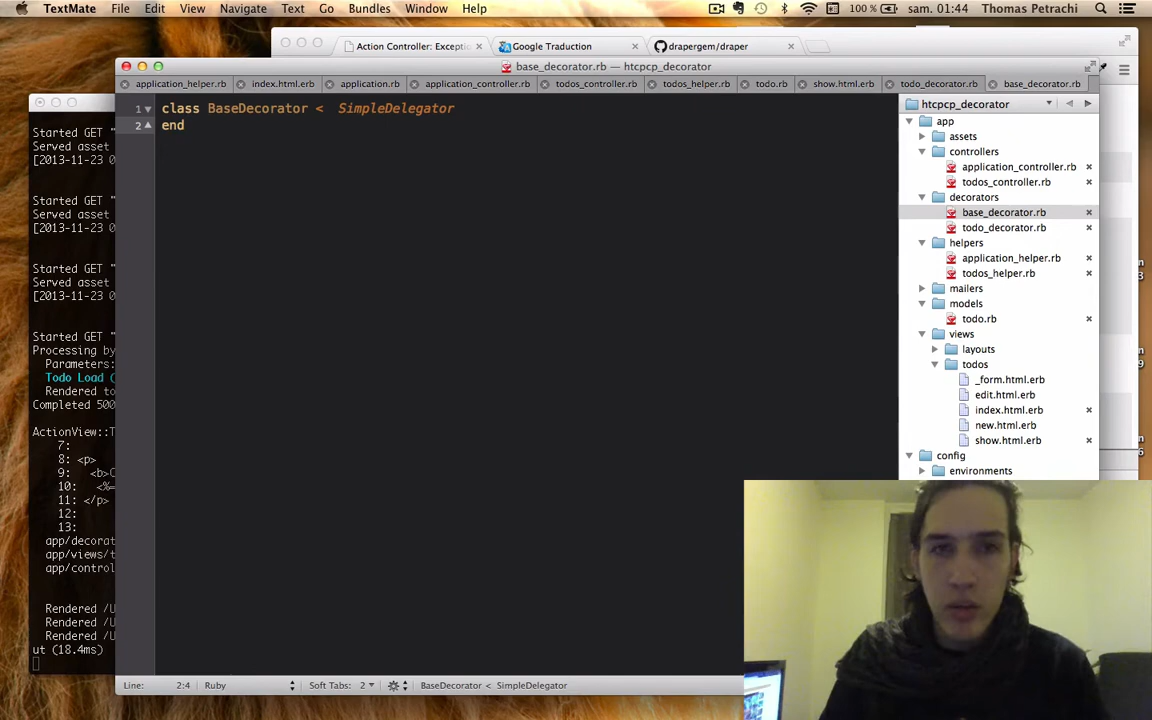 TextMate File Edit View Navigate Text Go Bundles Window Help 100 % sam. 01:44 Thomas Petrachi
Action Controller: Excepti Google Traduction drapergem/draper
base_decorator.rb — htcpcp_decorator
application_helper.rb index.html.erb application.rb application_controller.rb todos_controller.rb todos_helper.rb todo.rb show.html.erb todo_decorator.rb base_decorator.rb
1 class BaseDecorator < SimpleDelegator
2 end
Started GET "
Served asset
[2013-11-23 0
Started GET "
Served asset
[2013-11-23 0
Started GET "
Served asset
[2013-11-23 0
Started GET "
Processing by
Parameters:
Todo Load (
Rendered to
Completed 500
ActionView::T
7:
8: <p>
9: <b>C
10: <%=
11: </p>
12:
13:
app/decorat
app/views/t
app/control
Rendered /U
Rendered /U
Rendered /U
ut (18.4ms)
htcpcp_decorator
app
assets
controllers
application_controller.rb
todos_controller.rb
decorators
base_decorator.rb
todo_decorator.rb
helpers
application_helper.rb
todos_helper.rb
mailers
models
todo.rb
views
layouts
todos
_form.html.erb
edit.html.erb
index.html.erb
new.html.erb
show.html.erb
config
environments
Line: 2:4 Ruby Soft Tabs: 2 BaseDecorator < SimpleDelegator